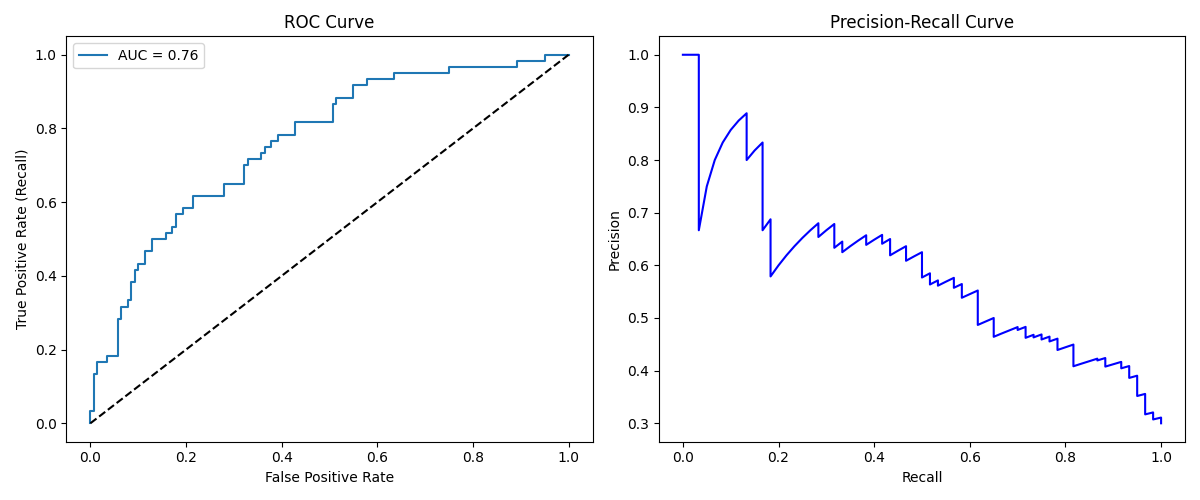 ROC Curve
AUC = 0.76
True Positive Rate (Recall)
1.0
0.8
0.6
0.4
0.2
0.0
0.0 0.2 0.4 0.6 0.8 1.0
False Positive Rate
Precision-Recall Curve
Precision
1.0
0.9
0.8
0.7
0.6
0.5
0.4
0.3
0.0 0.2 0.4 0.6 0.8 1.0
Recall